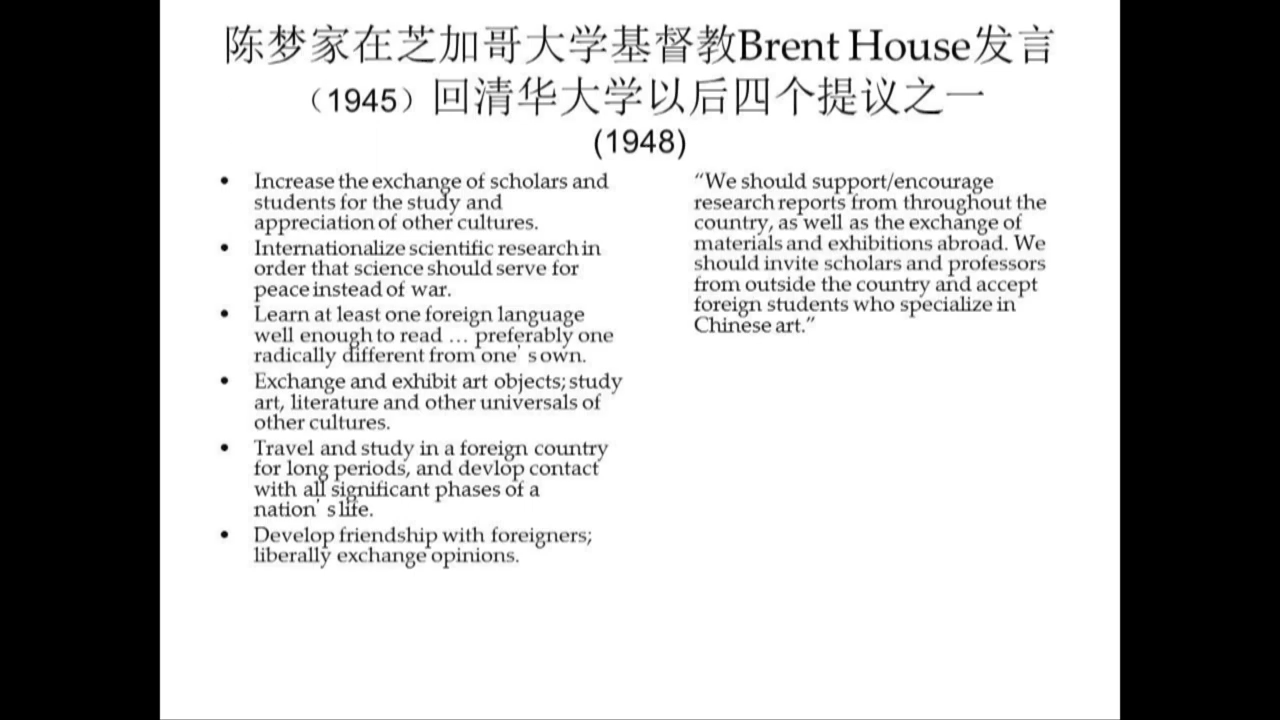 陈梦家在芝加哥大学基督教Brent House发言
（1945）回清华大学以后四个提议之一
(1948)
• Increase the exchange of scholars and
students for the study and
appreciation of other cultures.
• Internationalize scientific research in
order that science should serve for
peace instead of war.
• Learn at least one foreign language
well enough to read … preferably one
radically different from one's own.
• Exchange and exhibit art objects; study
art, literature and other universals of
other cultures.
• Travel and study in a foreign country
for long periods, and devlop contact
with all significant phases of a
nation's life.
• Develop friendship with foreigners;
liberally exchange opinions.
“We should support/encourage
research reports from throughout the
country, as well as the exchange of
materials and exhibitions abroad. We
should invite scholars and professors
from outside the country and accept
foreign students who specialize in
Chinese art.”